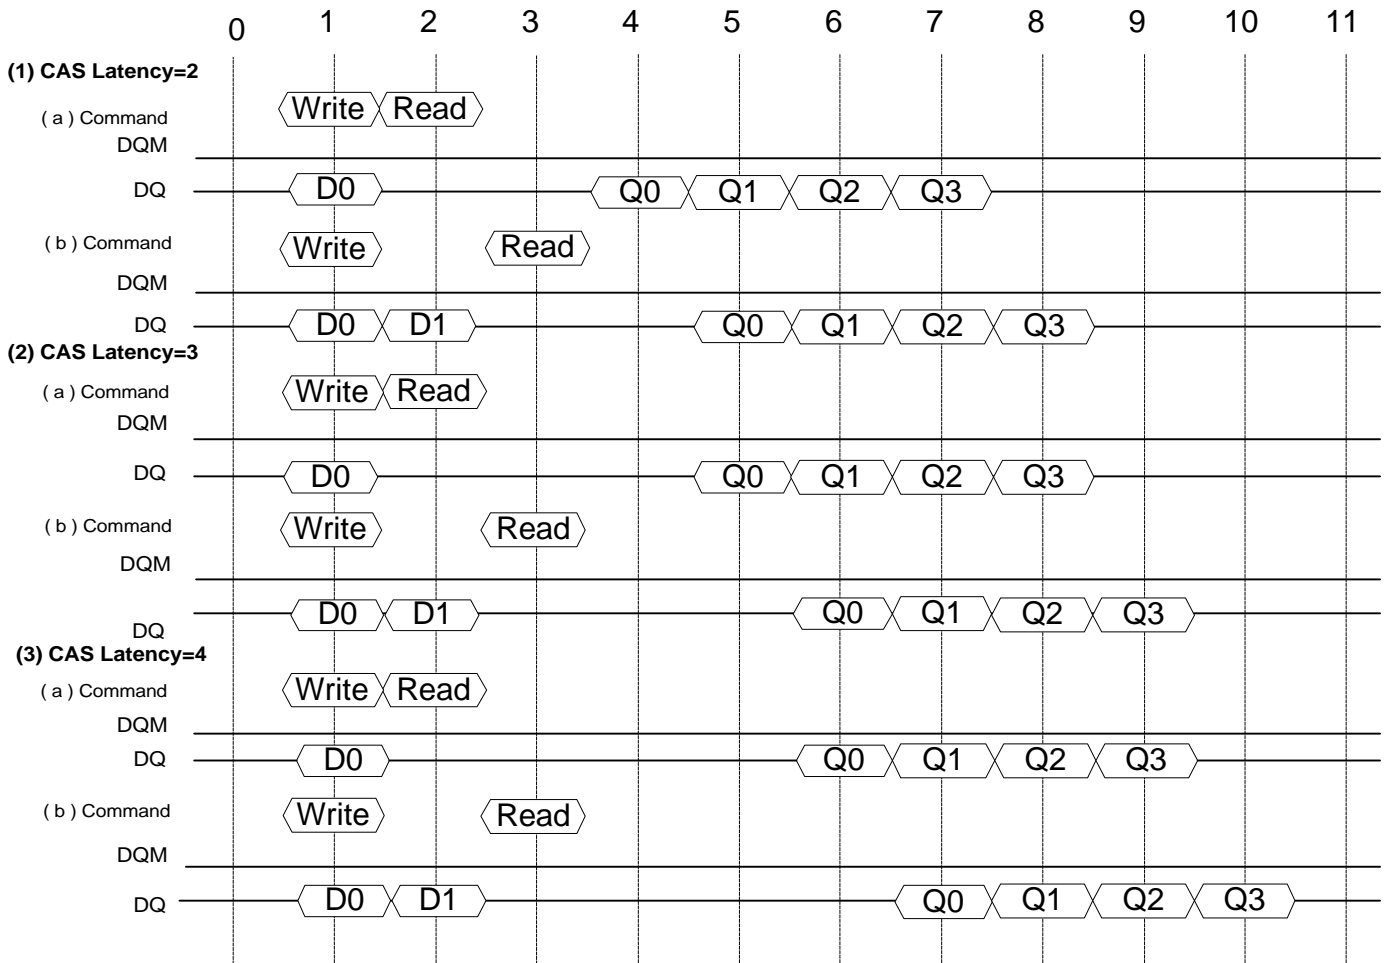 0 1 2 3 4 5 6 7 8 9 10 11
(1) CAS Latency=2
( a ) Command Write Read
DQM
DQ D0 Q0 Q1 Q2 Q3
( b ) Command Write Read
DQM
DQ D0 D1 Q0 Q1 Q2 Q3
(2) CAS Latency=3
( a ) Command Write Read
DQM
DQ D0 Q0 Q1 Q2 Q3
( b ) Command Write Read
DQM
DQ D0 D1 Q0 Q1 Q2 Q3
(3) CAS Latency=4
( a ) Command Write Read
DQM
DQ D0 Q0 Q1 Q2 Q3
( b ) Command Write Read
DQM
DQ D0 D1 Q0 Q1 Q2 Q3